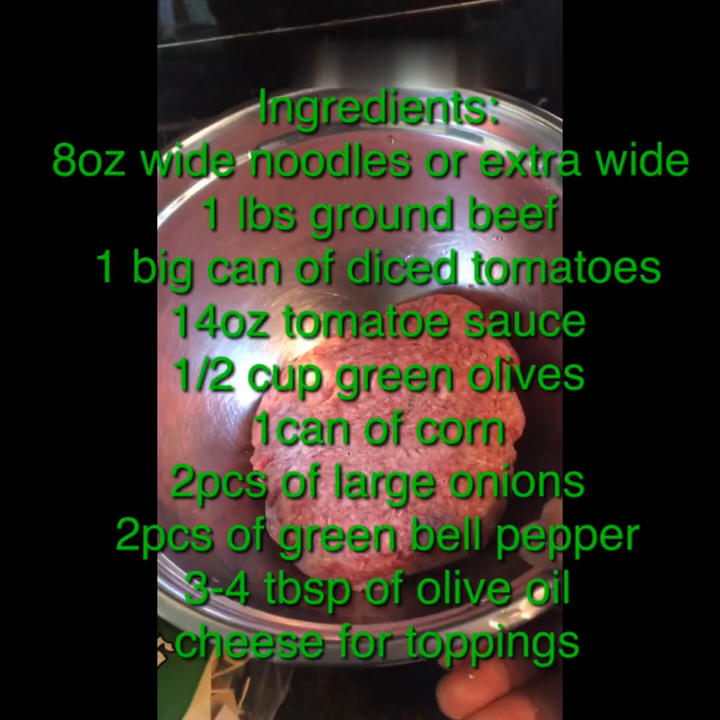 Ingredients:
8oz wide noodles or extra wide
1 lbs ground beef
1 big can of diced tomatoes
14oz tomatoe sauce
1/2 cup green olives
1can of corn
2pcs of large onions
2pcs of green bell pepper
3-4 tbsp of olive oil
cheese for toppings